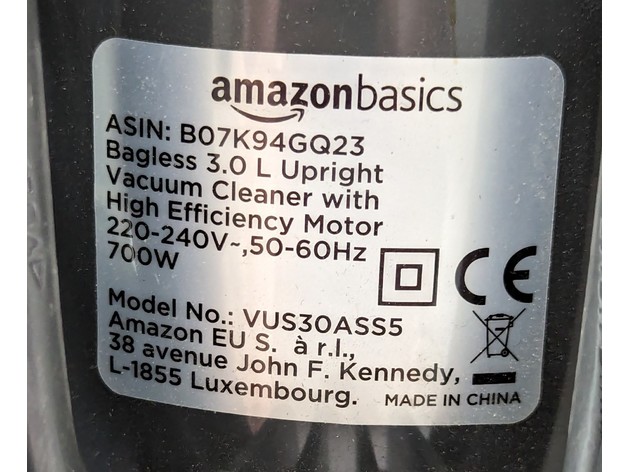 amazonbasics
ASIN: B07K94GQ23
Bagless 3.0 L Upright
Vacuum Cleaner with
High Efficiency Motor
220-240V~,50-60Hz
700W
CE
Model No.: VUS30ASS5
Amazon EU S. à r.l.,
38 avenue John F. Kennedy,
L-1855 Luxembourg.
MADE IN CHINA